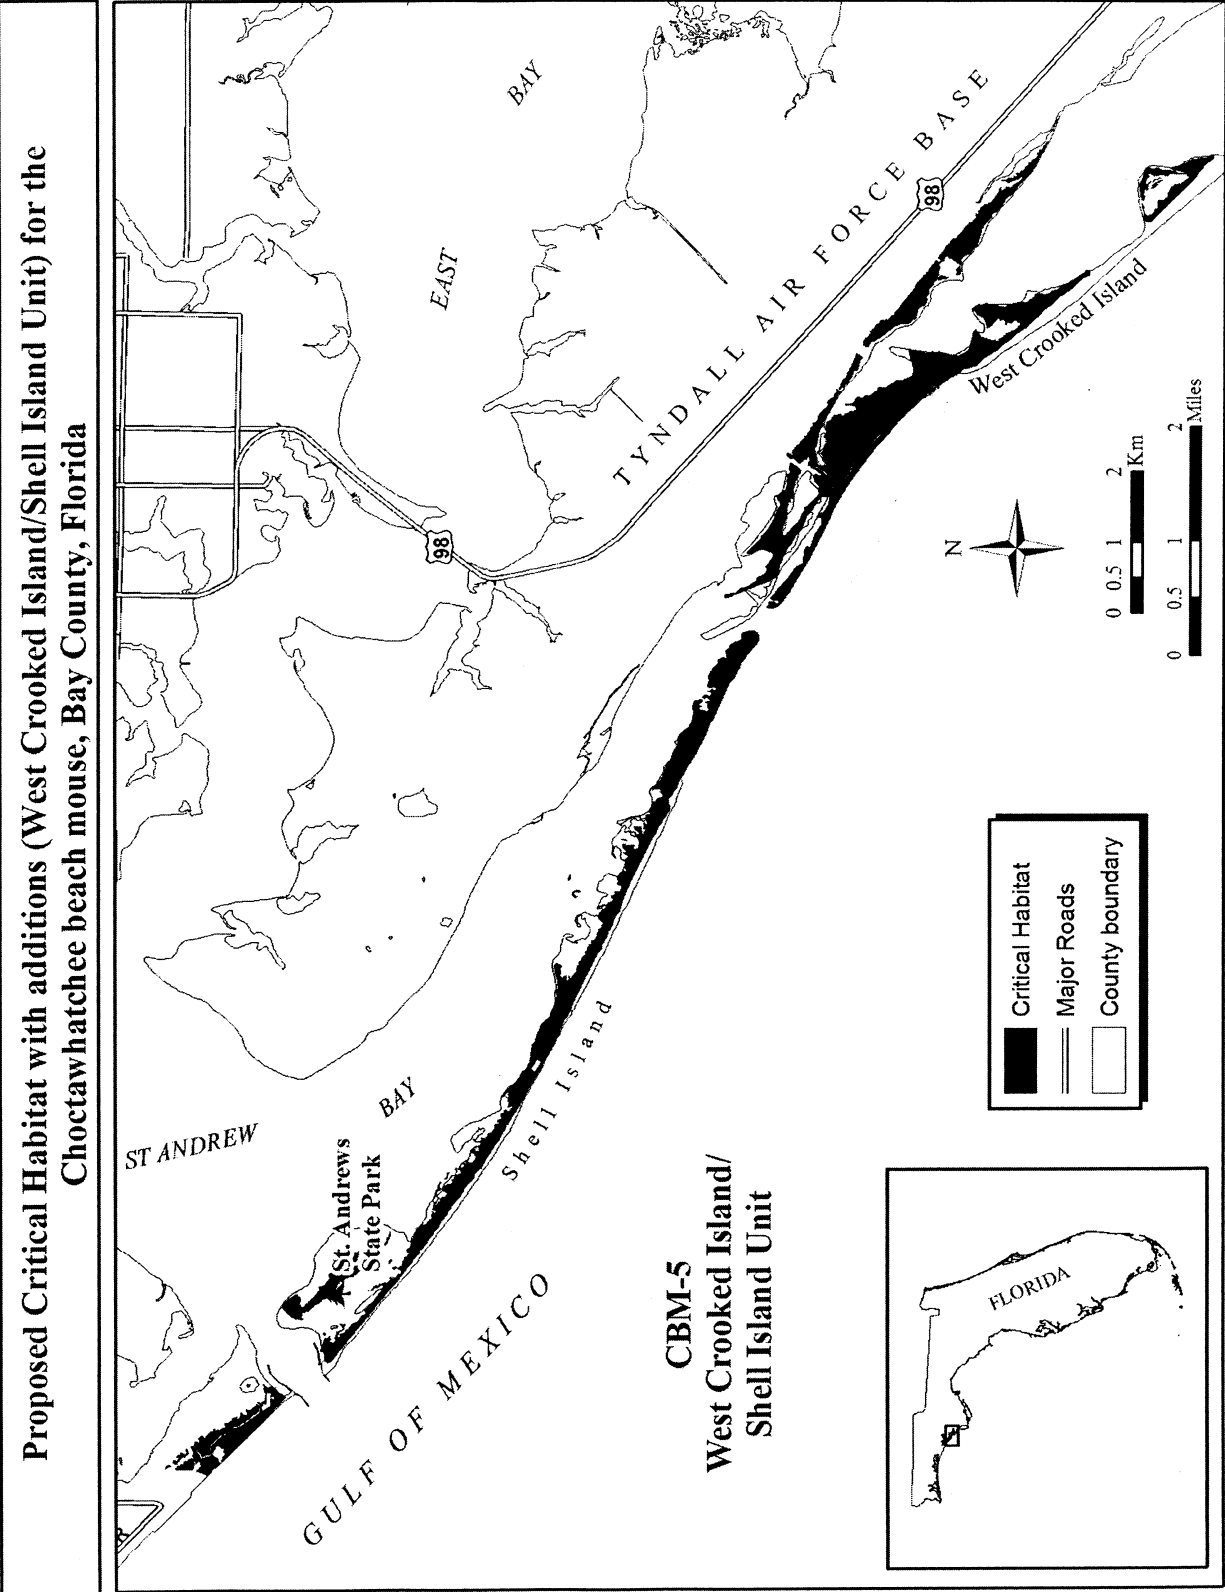 Proposed Critical Habitat with additions (West Crooked Island/Shell Island Unit) for the
Choctawhatchee beach mouse, Bay County, Florida
ST ANDREW
BAY
EAST
BAY
98
St. Andrews
State Park
TYNDALL AIR FORCE BASE
98
Shell Island
GULF OF MEXICO
West Crooked Island
CBM-5
West Crooked Island/
Shell Island Unit
N
0 0.5 1 2
Km
0 0.5 1 2
Miles
Critical Habitat
Major Roads
County boundary
FLORIDA